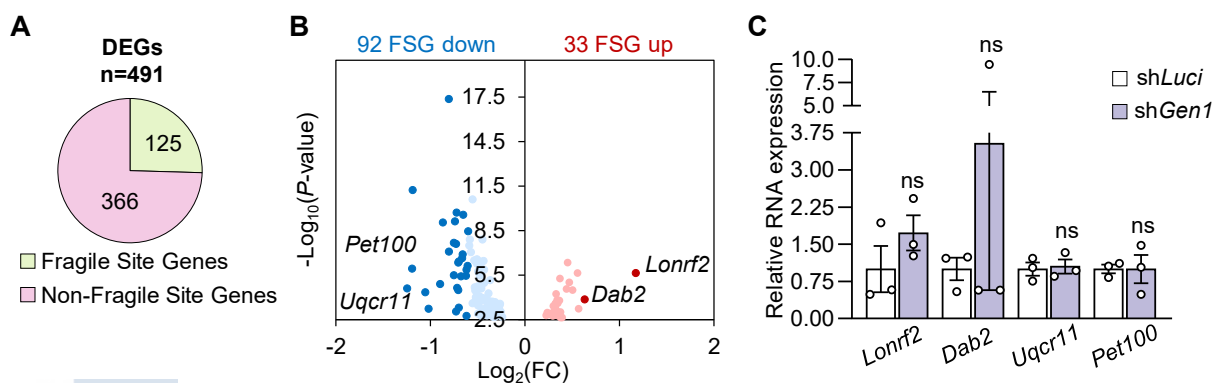 A
DEGs
n=491
125
366
Fragile Site Genes
Non-Fragile Site Genes
B
92 FSG down
33 FSG up
-Log10(P-value)
17.5
14.5
11.5
8.5
5.5
2.5
Pet100
Uqcr11
Lonrf2
Dab2
-2
-1
0
1
2
Log2(FC)
C
Relative RNA expression
10.0
7.5
5.0
3.75
3.00
2.25
1.50
0.75
0.00
ns
ns
ns
ns
shLuci
shGen1
Lonrf2
Dab2
Uqcr11
Pet100